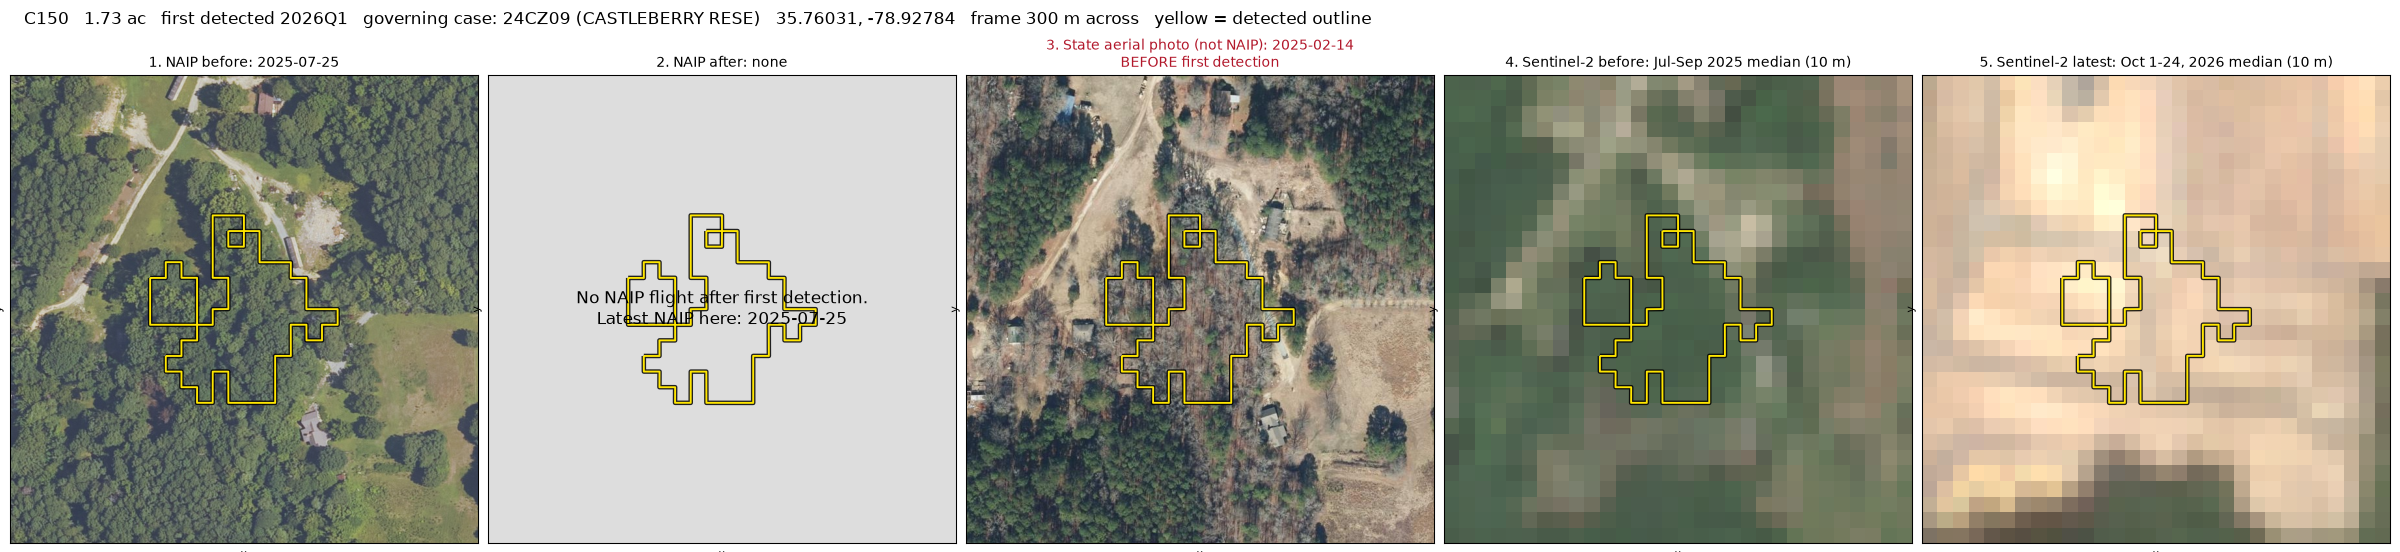 C150   1.73 ac   first detected 2026Q1   governing case: 24CZ09 (CASTLEBERRY RESE)   35.76031, -78.92784   frame 300 m across   yellow = detected outline
1. NAIP before: 2025-07-25
2. NAIP after: none
3. State aerial photo (not NAIP): 2025-02-14
BEFORE first detection
4. Sentinel-2 before: Jul-Sep 2025 median (10 m)
5. Sentinel-2 latest: Oct 1-24, 2026 median (10 m)
No NAIP flight after first detection.
Latest NAIP here: 2025-07-25